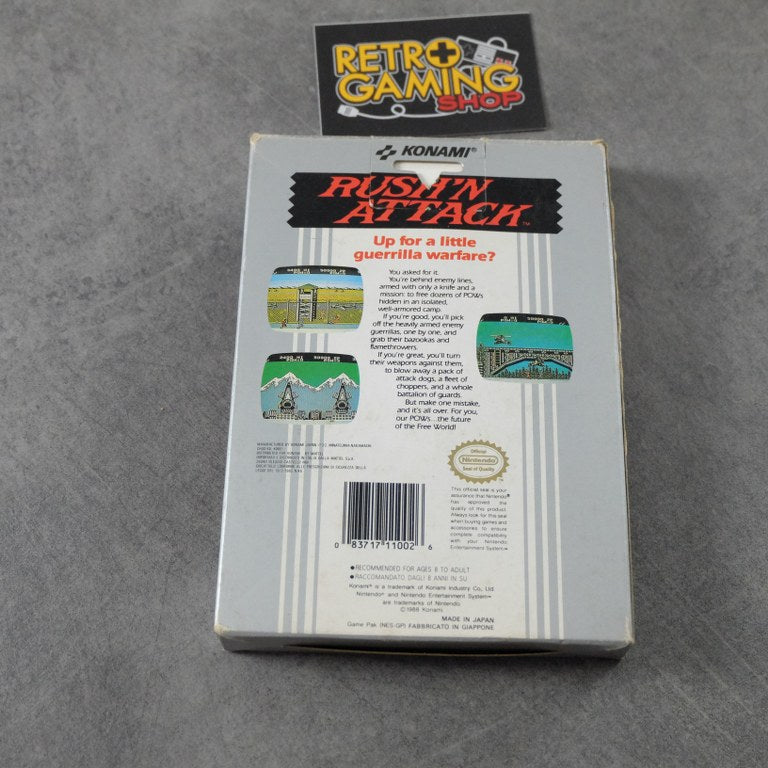 RETRO
GAMING
SHOP
KONAMI®
RUSH'N
ATTACK™
Up for a little
guerrilla warfare?
You asked for it.
You're behind enemy lines,
armed with only a knife and a
mission: to free dozens of POWs
hidden in an isolated,
well-armored camp.
If you're good, you'll pick
off the heavily armed enemy
guerrillas, one by one, and
grab their bazookas and
flamethrowers.
If you're great, you'll turn
their weapons against them,
to blow away a pack of
attack dogs, a fleet of
choppers, and a whole
battalion of guards.
But make one mistake,
and it's all over. For you,
our POWs...the future
of the Free World!
Official
Nintendo
Seal of Quality
This official seal is your
assurance that Nintendo®
has approved the
quality of this product.
Always look for this seal
when buying games and
accessories to ensure
complete compatibility
with your Nintendo
Entertainment System™
0 83717 11002 6
●RECOMMENDED FOR AGES 8 TO ADULT
●RACCOMANDATO DAGLI 8 ANNI IN SU
Konami® is a trademark of Konami Industry Co, Ltd
Nintendo® and Nintendo Entertainment System™
are trademarks of Nintendo
©1988 Konami
MADE IN JAPAN
Game Pak (NES-GP) FABBRICATO IN GIAPPONE